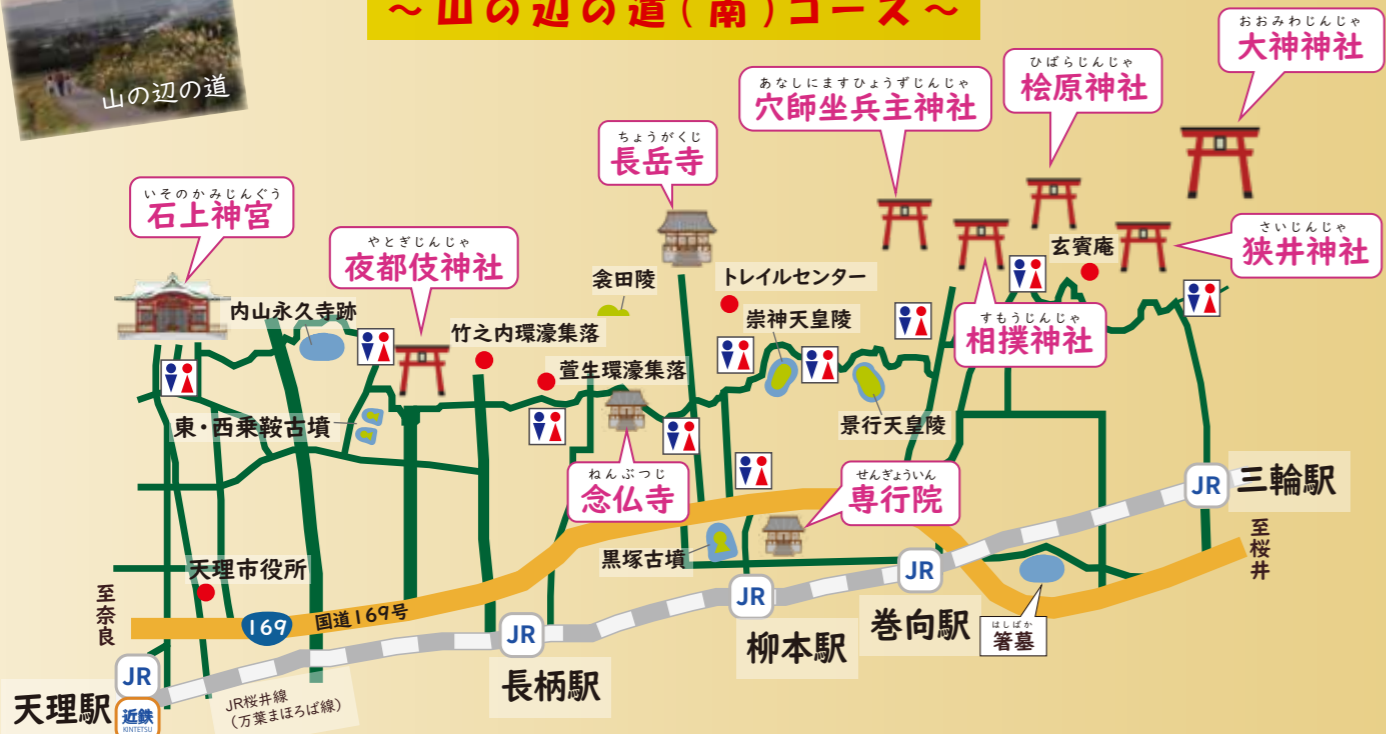 ～山の辺の道(南)コース～
山の辺の道
おおみわじんじゃ
大神神社
ひばらじんじゃ
桧原神社
あなしにますひょうずじんじゃ
穴師坐兵主神社
ちょうがくじ
長岳寺
いそのかみじんぐう
石上神宮
やとぎじんじゃ
夜都伎神社
さいじんじゃ
狭井神社
玄賓庵
衾田陵
トレイルセンター
内山永久寺跡
竹之内環濠集落
崇神天皇陵
すもうじんじゃ
相撲神社
萱生環濠集落
東・西乗鞍古墳
景行天皇陵
ねんぶつじ
念仏寺
せんぎょういん
専行院
JR
三輪駅
至桜井
黒塚古墳
天理市役所
至奈良
169
国道169号
JR
巻向駅
はしばか
箸墓
JR
柳本駅
JR
長柄駅
JR
天理駅
近鉄
KINTETSU
JR桜井線
（万葉まほろば線）